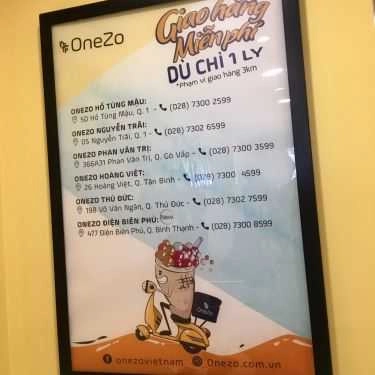 OneZo
Giao hàng
Miễn phí
DÙ CHỈ 1 LY
*Phạm vi giao hàng 3km
ONEZO HỒ TÙNG MẬU:
5D Hồ Tùng Mậu, Q. 1 - (028) 7300 2599
ONEZO NGUYỄN TRÃI:
05 Nguyễn Trãi, Q. 1 - (028) 7302 6599
ONEZO PHAN VĂN TRỊ:
366A31 Phan Văn Trị, Q. Gò Vấp - (028) 7300 3599
ONEZO HOÀNG VIỆT:
26 Hoàng Việt, Q. Tân Bình - (028) 7300 4599
ONEZO THỦ ĐỨC:
198 Võ Văn Ngân, Q. Thủ Đức - (028) 7302 7599
ONEZO ĐIỆN BIÊN PHỦ: New
477 Điện Biên Phủ, Q. Bình Thạnh - (028) 7300 8599
OneZo
onezovietnam Onezo.com.vn